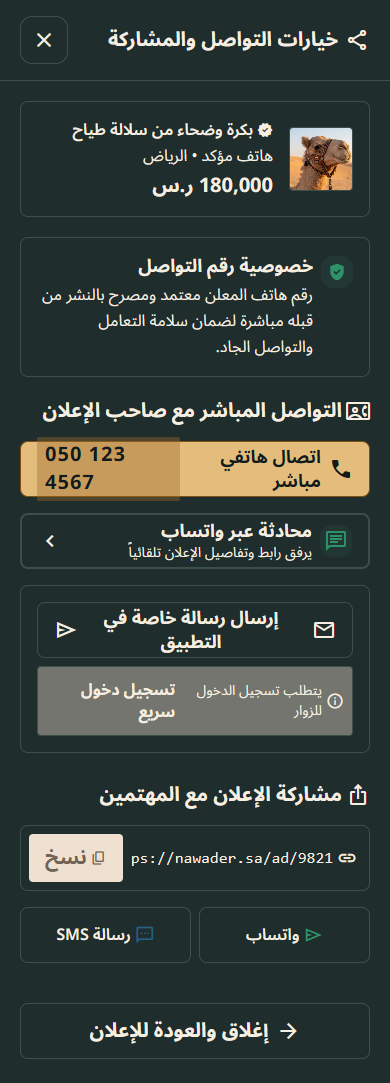 خيارات التواصل والمشاركة
بكرة وضحاء من سلالة طياح
هاتف مؤكد • الرياض
180,000 ر.س
خصوصية رقم التواصل
رقم هاتف المعلن معتمد ومصرح بالنشر من
قبله مباشرة لضمان سلامة التعامل
والتواصل الجاد.
التواصل المباشر مع صاحب الإعلان
اتصال هاتفي
مباشر
050 123
4567
محادثة عبر واتساب
يرفق رابط وتفاصيل الإعلان تلقائياً
إرسال رسالة خاصة في
التطبيق
يتطلب تسجيل الدخول
للزوار
تسجيل دخول
سريع
مشاركة الإعلان مع المهتمين
ps://nawader.sa/ad/9821
نسخ
واتساب
رسالة SMS
إغلاق والعودة للإعلان